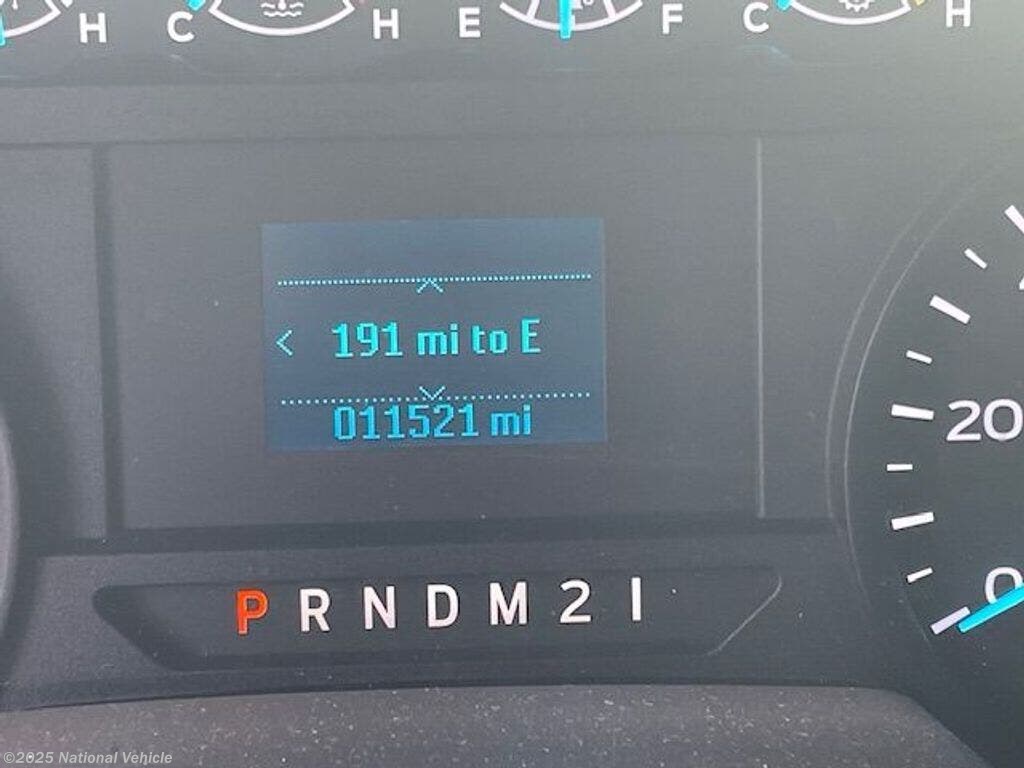 H C H E F C H
191 mi to E
011521 mi
20
0
P R N D M 2 1
©2025 National Vehicle